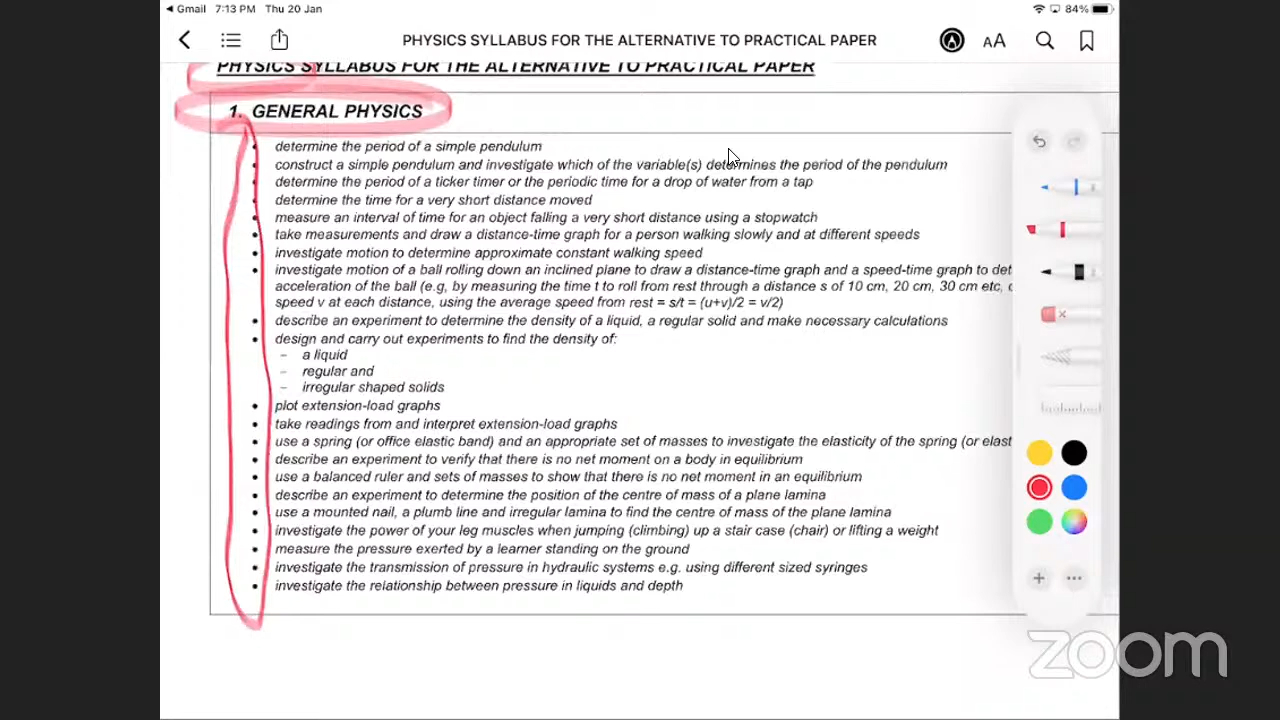 Gmail 7:13 PM Thu 20 Jan 84%
PHYSICS SYLLABUS FOR THE ALTERNATIVE TO PRACTICAL PAPER
AA
PHYSICS SYLLABUS FOR THE ALTERNATIVE TO PRACTICAL PAPER
1. GENERAL PHYSICS
• determine the period of a simple pendulum
• construct a simple pendulum and investigate which of the variable(s) determines the period of the pendulum
• determine the period of a ticker timer or the periodic time for a drop of water from a tap
• determine the time for a very short distance moved
• measure an interval of time for an object falling a very short distance using a stopwatch
• take measurements and draw a distance-time graph for a person walking slowly and at different speeds
• investigate motion to determine approximate constant walking speed
• investigate motion of a ball rolling down an inclined plane to draw a distance-time graph and a speed-time graph to det
acceleration of the ball (e.g, by measuring the time t to roll from rest through a distance s of 10 cm, 20 cm, 30 cm etc,
speed v at each distance, using the average speed from rest = s/t = (u+v)/2 = v/2)
• describe an experiment to determine the density of a liquid, a regular solid and make necessary calculations
• design and carry out experiments to find the density of:
– a liquid
– regular and
– irregular shaped solids
• plot extension-load graphs
• take readings from and interpret extension-load graphs
• use a spring (or office elastic band) and an appropriate set of masses to investigate the elasticity of the spring (or elast
• describe an experiment to verify that there is no net moment on a body in equilibrium
• use a balanced ruler and sets of masses to show that there is no net moment in an equilibrium
• describe an experiment to determine the position of the centre of mass of a plane lamina
• use a mounted nail, a plumb line and irregular lamina to find the centre of mass of the plane lamina
• investigate the power of your leg muscles when jumping (climbing) up a stair case (chair) or lifting a weight
• measure the pressure exerted by a learner standing on the ground
• investigate the transmission of pressure in hydraulic systems e.g. using different sized syringes
• investigate the relationship between pressure in liquids and depth
zoom